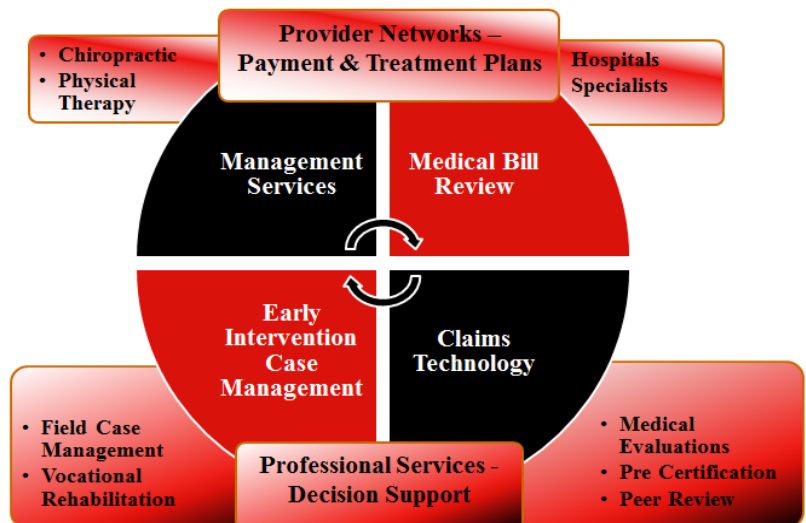 Provider Networks –
Payment & Treatment Plans
• Chiropractic
• Physical
Therapy
Hospitals
Specialists
Management
Services
Medical Bill
Review
Early
Intervention
Case
Management
Claims
Technology
• Field Case
Management
• Vocational
Rehabilitation
Professional Services -
Decision Support
• Medical
Evaluations
• Pre Certification
• Peer Review